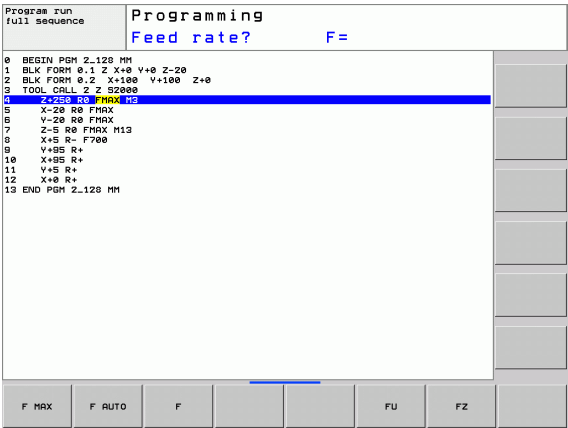 Program run
full sequence
Programming
Feed rate? F=
0 BEGIN PGM 2_128 MM
1 BLK FORM 0.1 Z X+0 Y+0 Z-20
2 BLK FORM 0.2 X+100 Y+100 Z+0
3 TOOL CALL 2 Z S2000
4 Z+250 R0 FMAX M3
5 X-20 R0 FMAX
6 Y-20 R0 FMAX
7 Z-5 R0 FMAX M13
8 X+5 R- F700
9 Y+95 R+
10 X+95 R+
11 Y+5 R+
12 X+0 R+
13 END PGM 2_128 MM
F MAX F AUTO F FU FZ